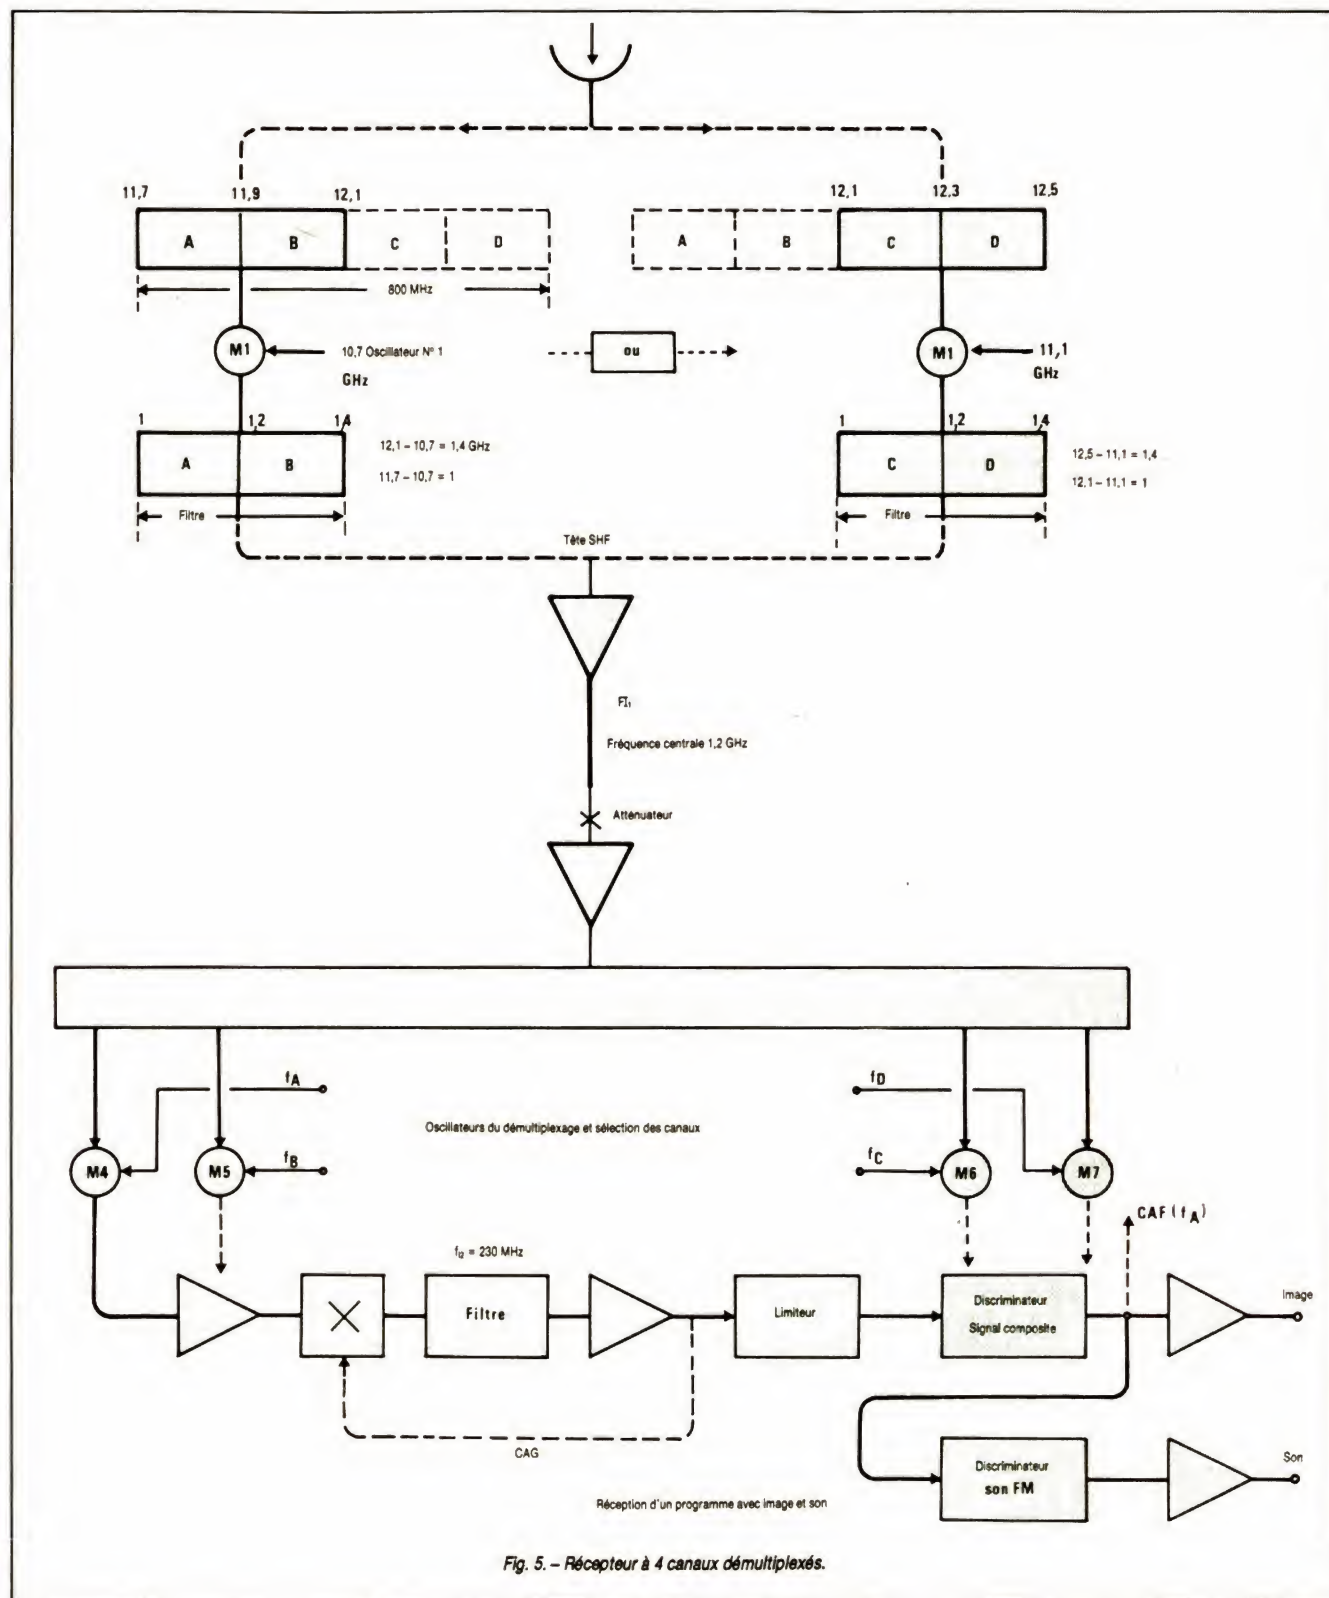 11,7 11,9 12,1
12,1 12,3 12,5
A B C D
A B C D
800 MHz
M1
10,7 Oscillateur N° 1
GHz
ou
M1
11,1
GHz
1 1,2 1,4
A B
12,1 – 10,7 = 1,4 GHz
11,7 – 10,7 = 1
Filtre
1 1,2 1,4
C D
12,5 – 11,1 = 1,4
12,1 – 11,1 = 1
Filtre
Tête SHF
FI₁
Fréquence centrale 1,2 GHz
Atténuateur
fA
fD
Oscillateurs du démultiplexage et sélection des canaux
M4
M5
fB
fC
M6
M7
CAF (fA)
fI2 = 230 MHz
Filtre
Limiteur
Discriminateur
Signal composite
Image
CAG
Discriminateur
son FM
Son
Réception d'un programme avec image et son
Fig. 5. – Récepteur à 4 canaux démultiplexés.